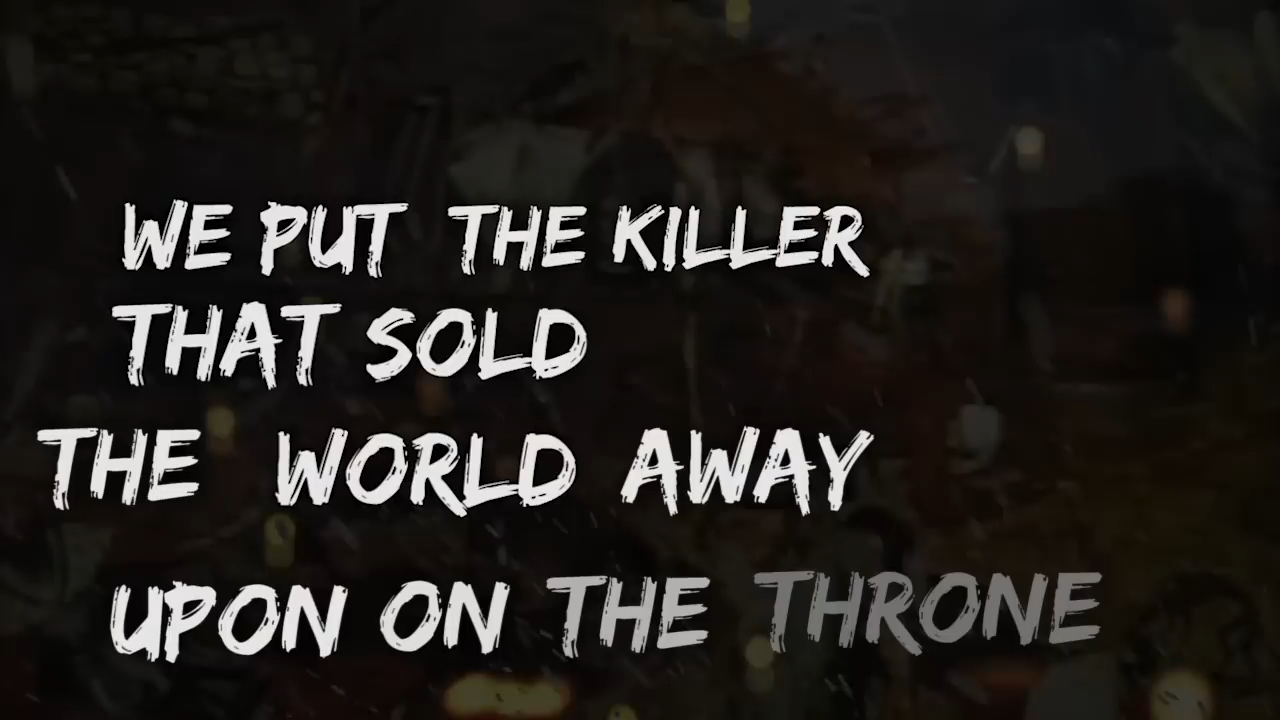 WE PUT THE KILLER
THAT SOLD
THE WORLD AWAY
UPON ON THE THRONE